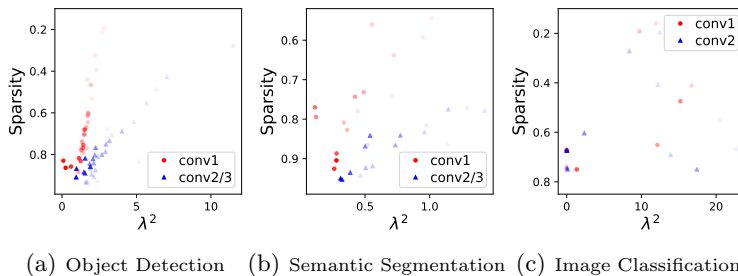 Sparsity
0.2
0.4
0.6
0.8
0
5
10
λ²
conv1
conv2/3
(a) Object Detection
Sparsity
0.6
0.7
0.8
0.9
0.5
1.0
λ²
conv1
conv2/3
(b) Semantic Segmentation
Sparsity
0.2
0.4
0.6
0.8
0
10
20
λ²
conv1
conv2
(c) Image Classification